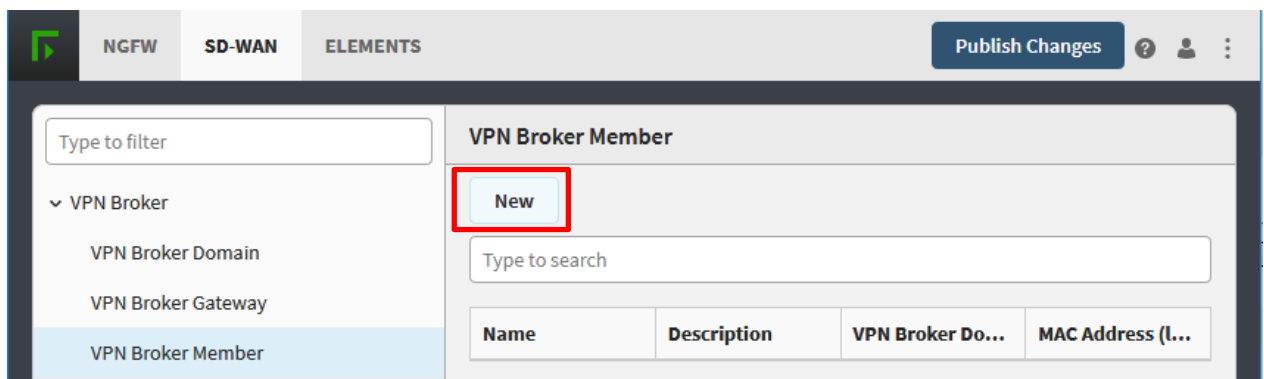 NGFW SD-WAN ELEMENTS Publish Changes
Type to filter
VPN Broker
VPN Broker Domain
VPN Broker Gateway
VPN Broker Member
VPN Broker Member
New
Type to search
Name Description VPN Broker Do... MAC Address (l...